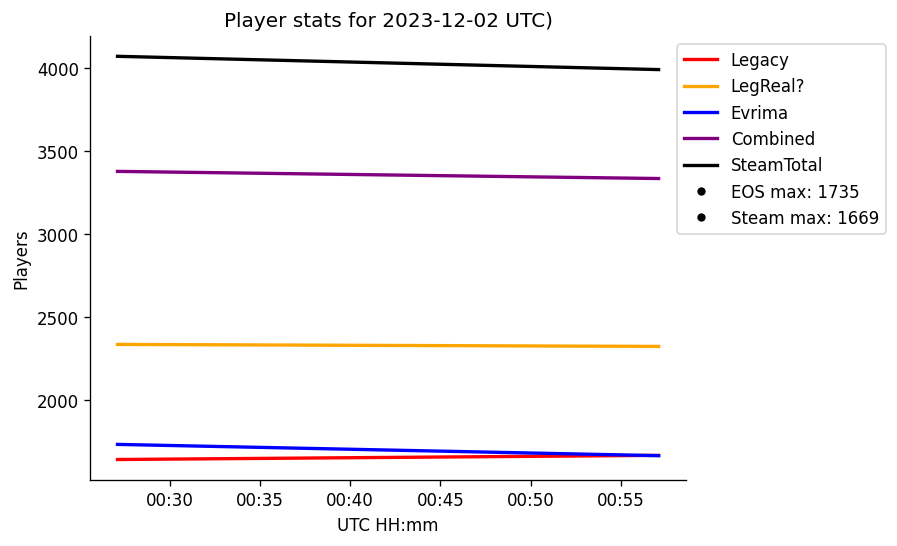 Player stats for 2023-12-02 UTC)
Legacy
LegReal?
Evrima
Combined
SteamTotal
EOS max: 1735
Steam max: 1669
Players
4000
3500
3000
2500
2000
00:30 00:35 00:40 00:45 00:50 00:55
UTC HH:mm